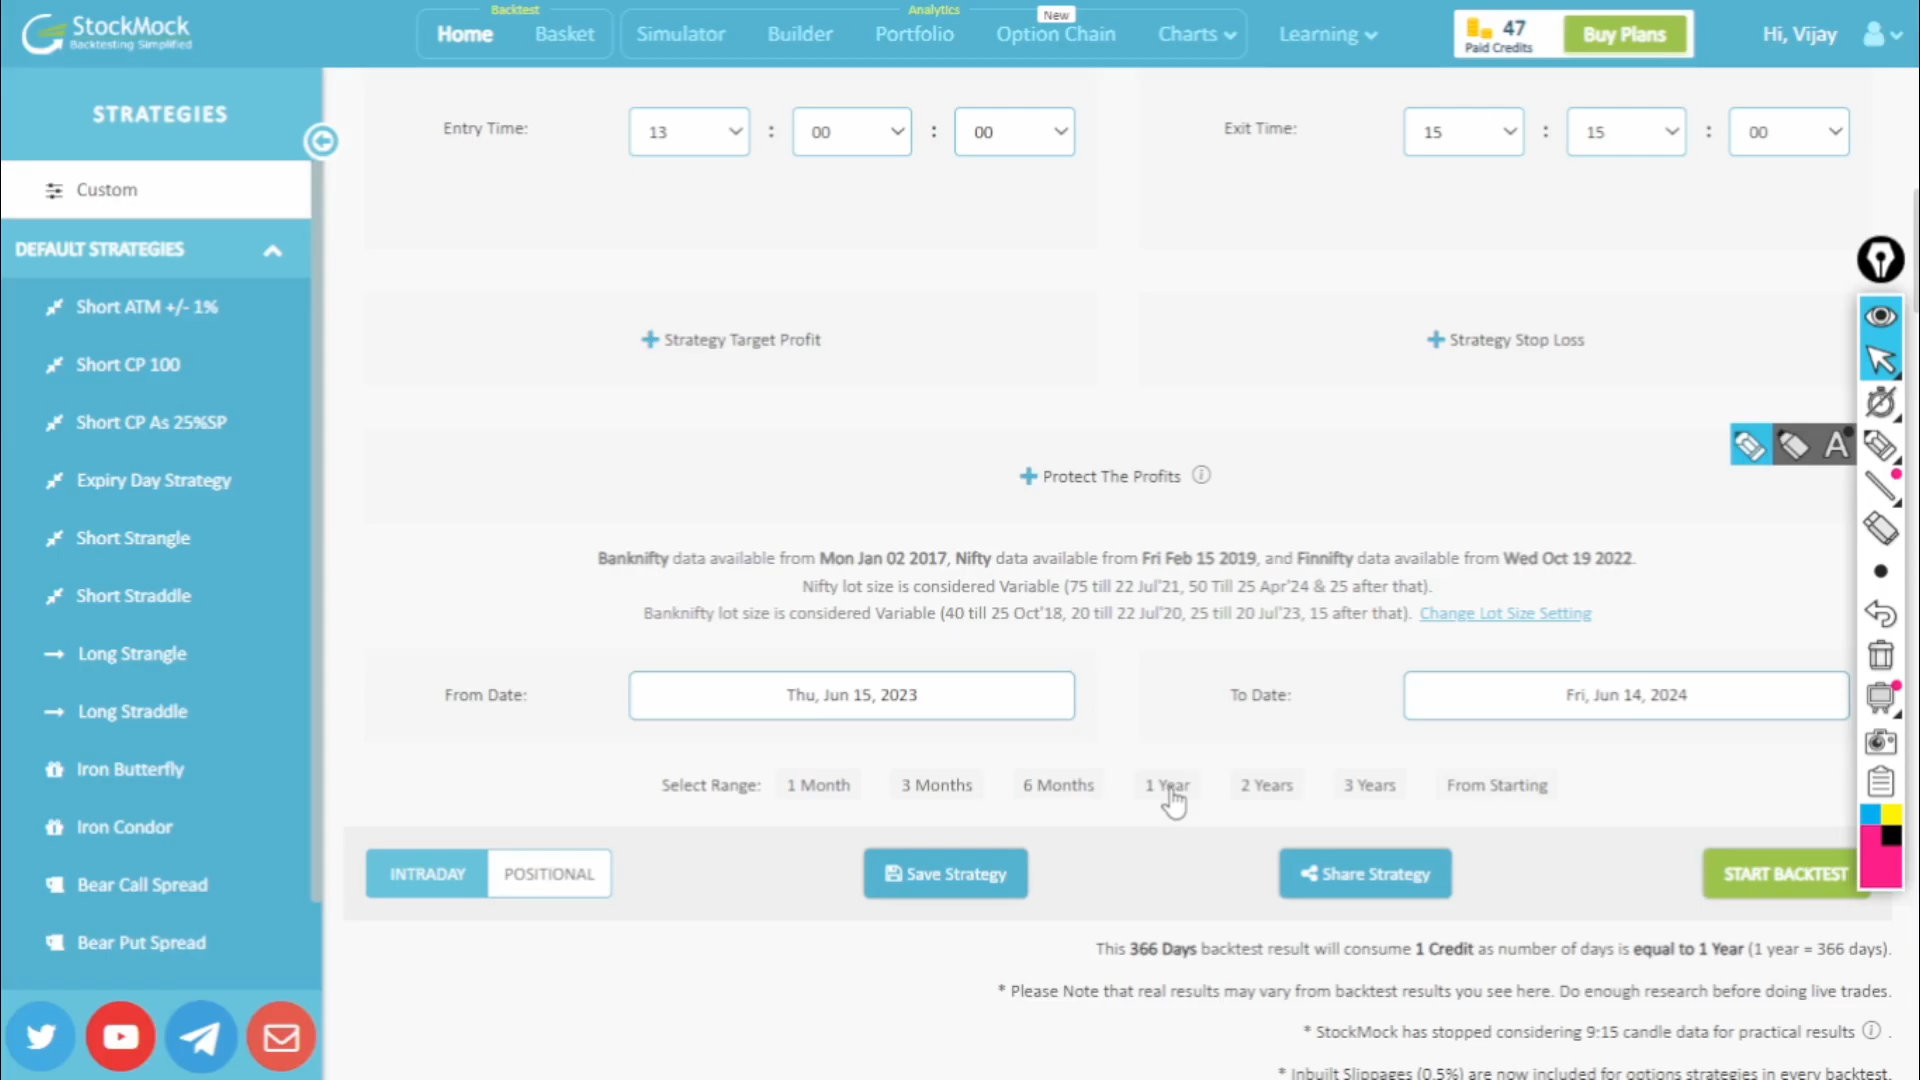 StockMock
Backtesting Simplified
Backtest
Home
Basket
Analytics
Simulator
Builder
Portfolio
New
Option Chain
Charts
Learning
47
Paid Credits
Buy Plans
Hi, Vijay
STRATEGIES
Custom
DEFAULT STRATEGIES
Short ATM +/- 1%
Short CP 100
Short CP As 25%SP
Expiry Day Strategy
Short Strangle
Short Straddle
Long Strangle
Long Straddle
Iron Butterfly
Iron Condor
Bear Call Spread
Bear Put Spread
Entry Time: 13 : 00 : 00
Exit Time: 15 : 15 : 00
+ Strategy Target Profit
+ Strategy Stop Loss
+ Protect The Profits
Banknifty data available from Mon Jan 02 2017, Nifty data available from Fri Feb 15 2019, and Finnifty data available from Wed Oct 19 2022.
Nifty lot size is considered Variable (75 till 22 Jul'21, 50 Till 25 Apr'24 & 25 after that).
Banknifty lot size is considered Variable (40 till 25 Oct'18, 20 till 22 Jul'20, 25 till 20 Jul'23, 15 after that). Change Lot Size Setting
From Date: Thu, Jun 15, 2023
To Date: Fri, Jun 14, 2024
Select Range: 1 Month 3 Months 6 Months 1 Year 2 Years 3 Years From Starting
INTRADAY POSITIONAL
Save Strategy
Share Strategy
START BACKTEST
This 366 Days backtest result will consume 1 Credit as number of days is equal to 1 Year (1 year = 366 days).
* Please Note that real results may vary from backtest results you see here. Do enough research before doing live trades.
* StockMock has stopped considering 9:15 candle data for practical results .
* Inbuilt Slippages (0.5%) are now included for options strategies in every backtest.
A